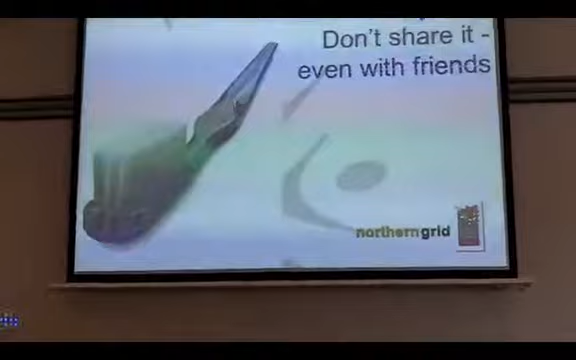 Don't share it -
even with friends
northerngrid